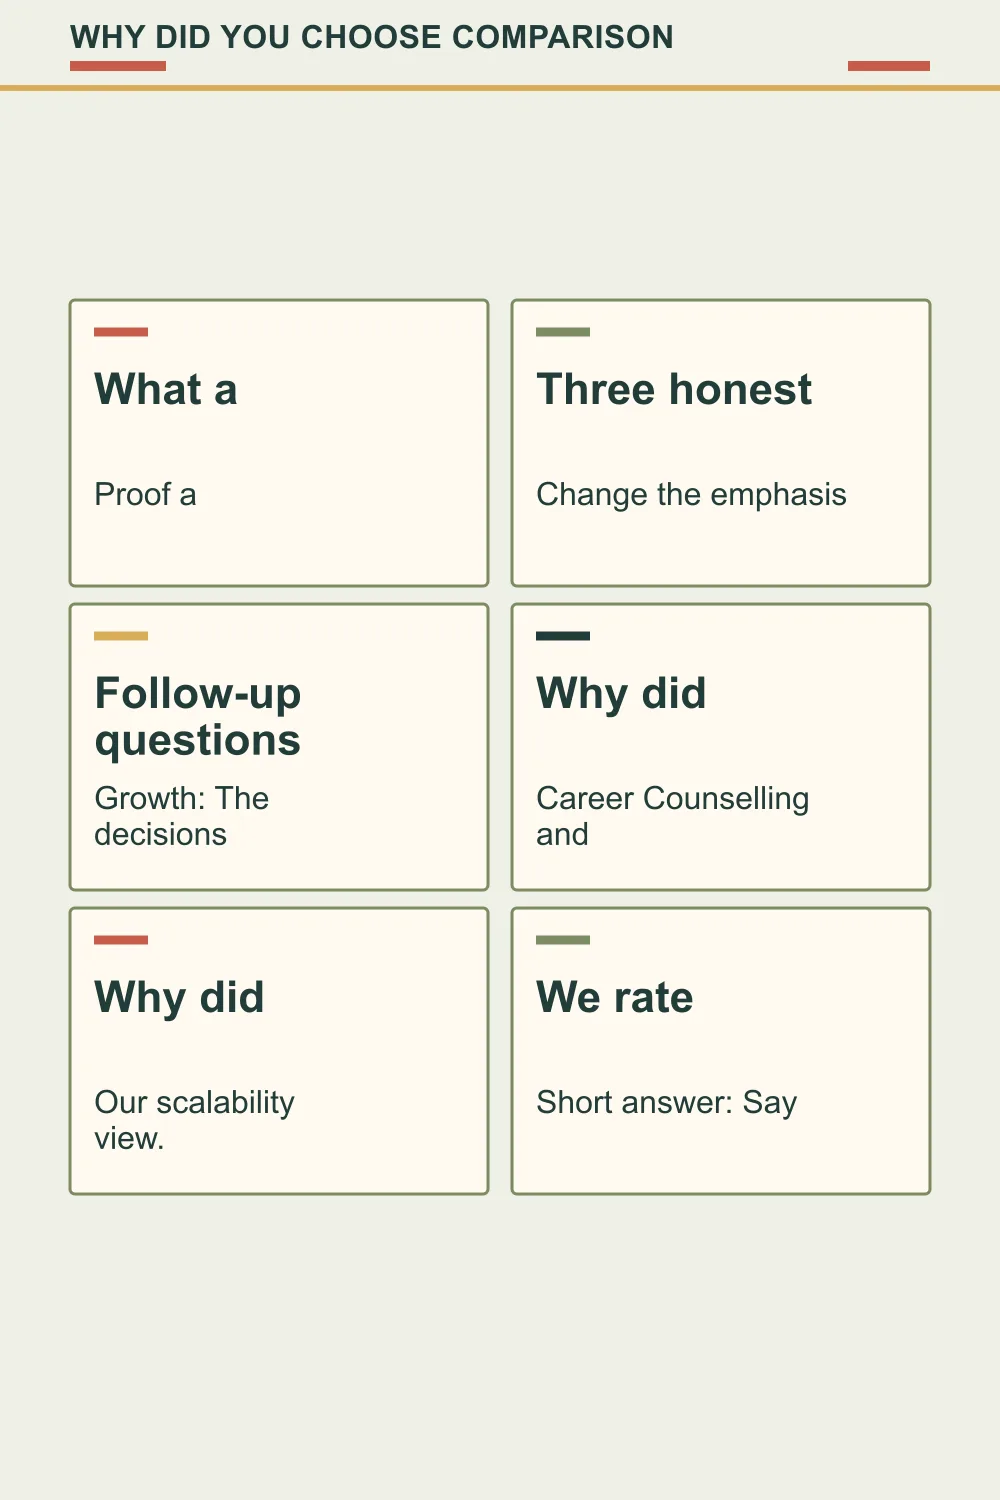 WHY DID YOU CHOOSE COMPARISON
What a
Proof a
Three honest
Change the emphasis
Follow-up
questions
Growth: The
decisions
Why did
Career Counselling
and
Why did
Our scalability
view.
We rate
Short answer: Say